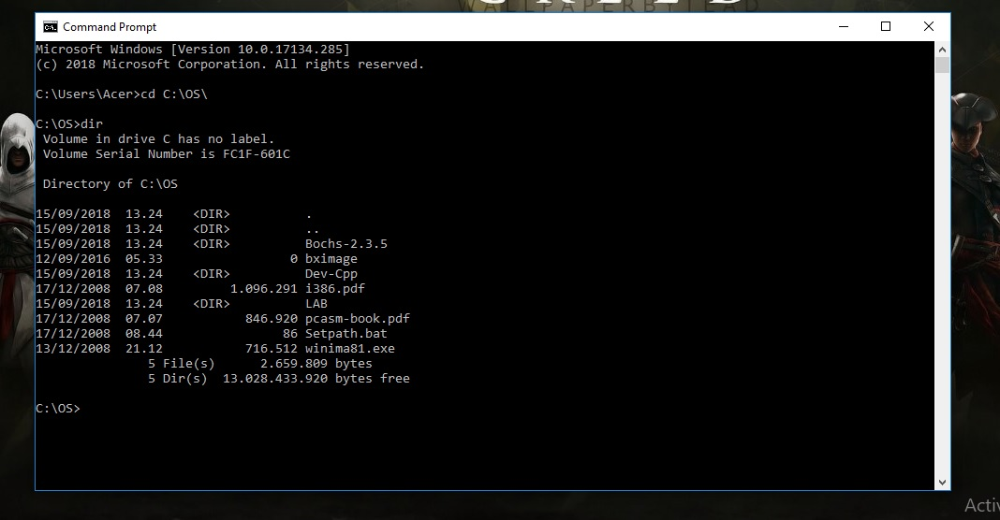 WALLPAPERBYTLAD
Command Prompt
Microsoft Windows [Version 10.0.17134.285]
(c) 2018 Microsoft Corporation. All rights reserved.
C:\Users\Acer>cd C:\OS\
C:\OS>dir
Volume in drive C has no label.
Volume Serial Number is FC1F-601C
Directory of C:\OS
15/09/2018  13.24    <DIR>          .
15/09/2018  13.24    <DIR>          ..
15/09/2018  13.24    <DIR>          Bochs-2.3.5
12/09/2016  05.33                 0 bximage
15/09/2018  13.24    <DIR>          Dev-Cpp
17/12/2008  07.08         1.096.291 i386.pdf
15/09/2018  13.24    <DIR>          LAB
17/12/2008  07.07           846.920 pcasm-book.pdf
17/12/2008  08.44                86 Setpath.bat
13/12/2008  21.12           716.512 winima81.exe
5 File(s)      2.659.809 bytes
5 Dir(s)  13.028.433.920 bytes free
C:\OS>